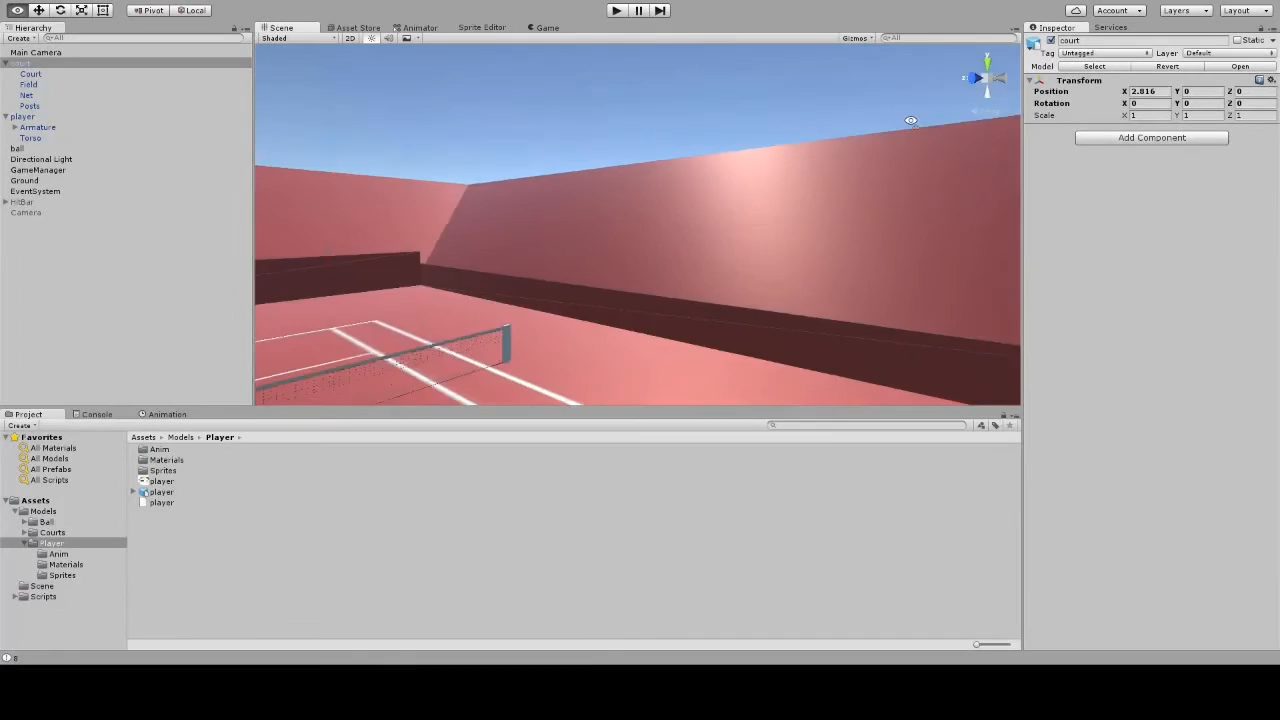 Pivot Local Account Layers Layout
Hierarchy Scene Asset Store Animator Sprite Editor Game Inspector Services
Create All Shaded 2D Gizmos All court Static
Main Camera Tag Untagged Layer Default
court Model Select Revert Open
Court Transform
Field Position X 2.816 Y 0 Z 0
Net Rotation X 0 Y 0 Z 0
Posts Scale X 1 Y 1 Z 1
player
Armature
Torso Add Component
ball
Directional Light
GameManager
Ground
EventSystem
HitBar
Camera
Project Console Animation
Create
Favorites Assets Models Player
All Materials Anim
All Models Materials
All Prefabs Sprites
All Scripts player
player
Assets player
Models
Ball
Courts
Player
Anim
Materials
Sprites
Scene
Scripts
8